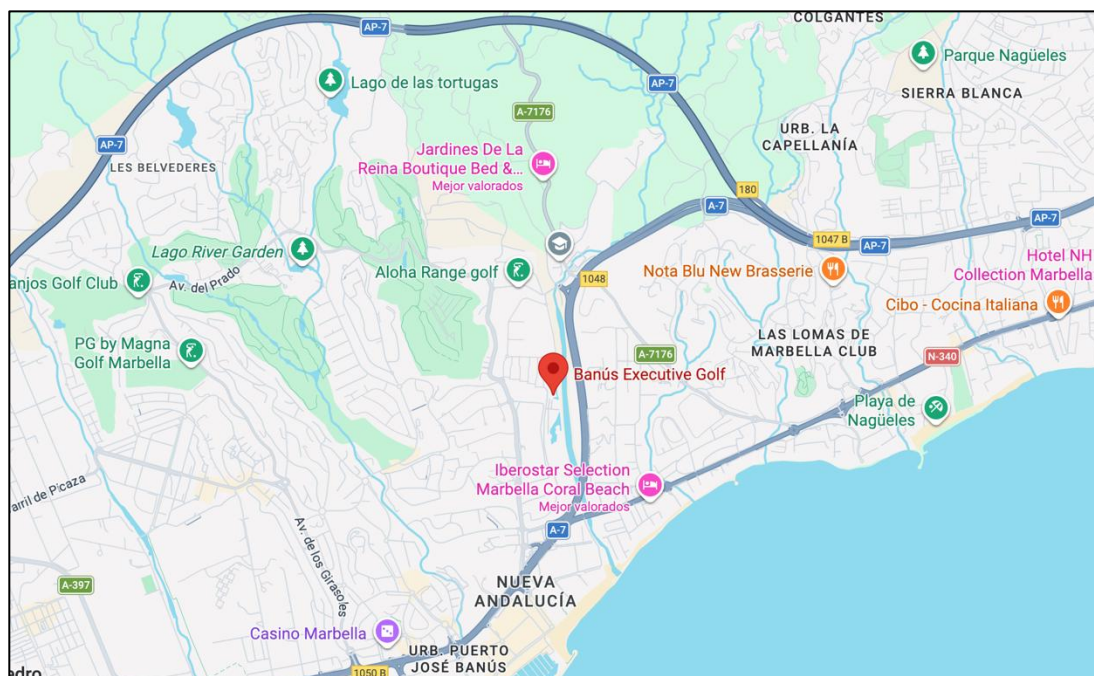 COLGANTES
AP-7
Parque Nagüeles
Lago de las tortugas
AP-7
SIERRA BLANCA
A-7176
URB. LA
CAPELLANÍA
AP-7
Jardines De La
Reina Boutique Bed &...
Mejor valorados
LES BELVEDERES
180
A-7
AP-7
1047 B
AP-7
Lago River Garden
Hotel NH
Collection Marbella
Aloha Range golf
Nota Blu New Brasserie
1048
anjos Golf Club
Av. del Prado
Cibo - Cocina Italiana
PG by Magna
Golf Marbella
LAS LOMAS DE
MARBELLA CLUB
A-7176
N-340
Banús Executive Golf
Playa de
Nagüeles
Iberostar Selection
Marbella Coral Beach
Mejor valorados
arril de Picaza
Av. de los Girasoles
A-7
A-397
NUEVA
ANDALUCÍA
Casino Marbella
URB. PUERTO
JOSÉ BANÚS
1050 B
edro